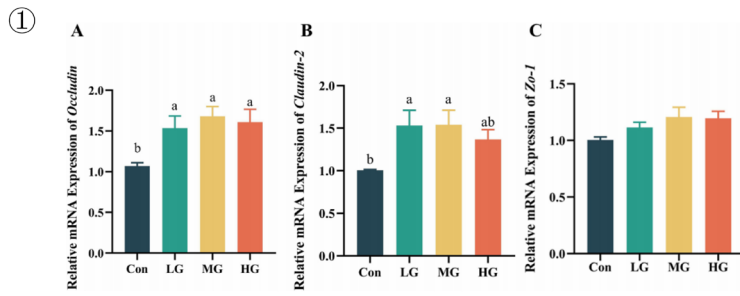 ①
A
Relative mRNA Expression of Occludin
2.0
1.5
1.0
0.5
0.0
b
a
a
a
Con LG MG HG
B
Relative mRNA Expression of Claudin-2
2.0
1.5
1.0
0.5
0.0
b
a
a
ab
Con LG MG HG
C
Relative mRNA Expression of Zo-1
1.5
1.0
0.5
0.0
Con LG MG HG